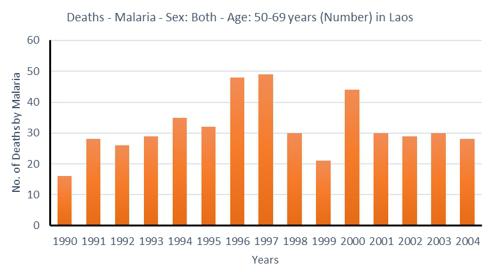 Deaths - Malaria - Sex: Both - Age: 50-69 years (Number) in Laos
60
50
40
30
20
10
0
No. of Deaths by Malaria
1990 1991 1992 1993 1994 1995 1996 1997 1998 1999 2000 2001 2002 2003 2004
Years